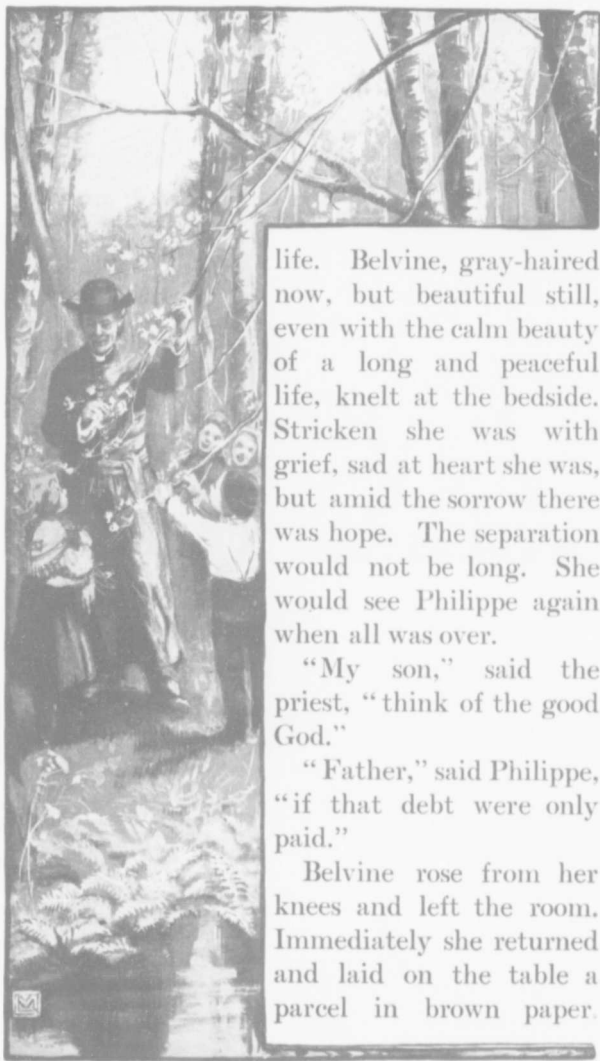 life. Belvine, gray-haired
now, but beautiful still,
even with the calm beauty
of a long and peaceful
life, knelt at the bedside.
Stricken she was with
grief, sad at heart she was,
but amid the sorrow there
was hope. The separation
would not be long. She
would see Philippe again
when all was over.
"My son," said the
priest, "think of the good
God."
"Father," said Philippe,
"if that debt were only
paid."
Belvine rose from her
knees and left the room.
Immediately she returned
and laid on the table a
parcel in brown paper.